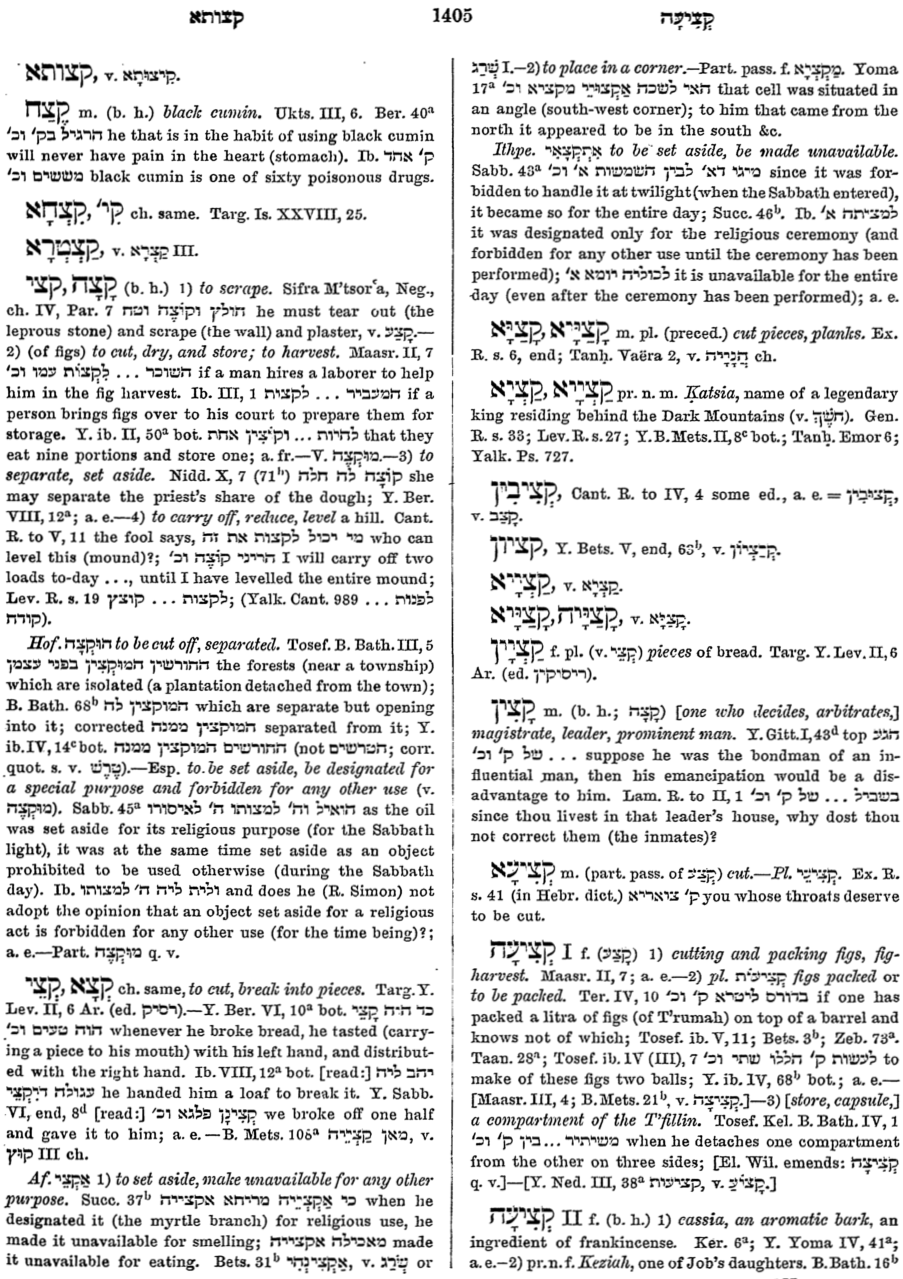 קצותא 1405 קְצִיעָה
קצותא, v. קִיצוּתָא.
קֶצַח m. (b. h.) black cumin. Ukts. III, 6. Ber. 40ª
הרגיל בק' וכ' he that is in the habit of using black cumin
will never have pain in the heart (stomach). Ib. ק' אחד
מששים וכ' black cumin is one of sixty poisonous drugs.
קִצְחָא, קִ' ch. same. Targ. Is. XXVIII, 25.
קַצְטְרָא, v. קַצְרָא III.
קָצָה, קצי (b. h.) 1) to scrape. Sifra M'tsorʿa, Neg.,
ch. IV, Par. 7 חולץ וקוֹצֶה וטח he must tear out (the
leprous stone) and scrape (the wall) and plaster, v. קָצַע.—
2) (of figs) to cut, dry, and store; to harvest. Maasr. II, 7
השוכר ... לִקְצוֹת עמו וכ' if a man hires a laborer to help
him in the fig harvest. Ib. III, 1 המעביר ... לקצות if a
person brings figs over to his court to prepare them for
storage. Y. ib. II, 50ª bot. להיות ... וקוֹצִין אחת that they
eat nine portions and store one; a. fr.—V. מוּקְצֶה.—3) to
separate, set aside. Nidd. X, 7 (71ᵇ) קוֹצָה לה חלה she
may separate the priest's share of the dough; Y. Ber.
VIII, 12ª; a. e.—4) to carry off, reduce, level a hill. Cant.
R. to V, 11 the fool says, מי יכול לקצות את זה who can
level this (mound)?; הריני קוֹצֶה וכ' I will carry off two
loads to-day ..., until I have levelled the entire mound;
Lev. R. s. 19 לקצות ... קוצץ; (Yalk. Cant. 989 לפנות ...
קודח).
Hof. הוּקְצָה to be cut off, separated. Tosef. B. Bath. III, 5
החורשין המוּקְצִין בפני עצמן the forests (near a township)
which are isolated (a plantation detached from the town);
B. Bath. 68ᵇ המוקצין לה which are separate but opening
into it; corrected המוקצין ממנה separated from it; Y.
ib. IV, 14ᶜ bot. החורשים המוקצין ממנה (not הטרשים; corr.
quot. s. v. טֶרֶשׁ).—Esp. to be set aside, be designated for
a special purpose and forbidden for any other use (v.
מוּקְצֶה). Sabb. 45ª הואיל וה' למצותו ה' לאיסורו as the oil
was set aside for its religious purpose (for the Sabbath
light), it was at the same time set aside as an object
prohibited to be used otherwise (during the Sabbath
day). Ib. ולית ליה ה' למצותו and does he (R. Simon) not
adopt the opinion that an object set aside for a religious
act is forbidden for any other use (for the time being)?;
a. e.—Part. מוּקְצֶה q. v.
קְצָא, קְצֵי ch. same, to cut, break into pieces. Targ. Y.
Lev. II, 6 Ar. (ed. רסיק).—Y. Ber. VI, 10ª bot. כד היה קָצֵי
הוה טעים וכ' whenever he broke bread, he tasted (carry-
ing a piece to his mouth) with his left hand, and distribut-
ed with the right hand. Ib. VIII, 12ª bot. [read:] יהב ליה
עגולה דְיִקְצֵי he handed him a loaf to break it. Y. Sabb.
VI, end, 8ᵈ [read:] קְצִינָן פלגא וכ' we broke off one half
and gave it to him; a. e.—B. Mets. 105ª מאן קַצְיֵיה, v.
קוּץ III ch.
Af. אַקְצֵי 1) to set aside, make unavailable for any other
purpose. Succ. 37ᵇ כי אַקְצְיֵיה מריחא אקצייה when he
designated it (the myrtle branch) for religious use, he
made it unavailable for smelling; מאכילה אקצייה made
it unavailable for eating. Bets. 31ᵇ אַקְצִינְהִי, v. שְׂרַג or
שְׂרַג I.—2) to place in a corner.—Part. pass. f. מַקְצְיָא. Yoma
17ª האי לשכה אקצויי מקציא וכ' that cell was situated in
an angle (south-west corner); to him that came from the
north it appeared to be in the south &c.
Ithpe. אִתְקְצָאִי to be set aside, be made unavailable.
Sabb. 43ª מיגו דא' לבין השמשות א' וכ' since it was for-
bidden to handle it at twilight (when the Sabbath entered),
it became so for the entire day; Succ. 46ᵇ. Ib. למציתה א'
it was designated only for the religious ceremony (and
forbidden for any other use until the ceremony has been
performed); לכוליה יומא א' it is unavailable for the entire
day (even after the ceremony has been performed); a. e.
קָצָיָא, קָצַיָּיא m. pl. (preced.) cut pieces, planks. Ex.
R. s. 6, end; Tanḥ. Vaëra 2, v. הֲנָיָיה ch.
קַצְיָא, קַצְיָיא pr. n. m. Ḳatsia, name of a legendary
king residing behind the Dark Mountains (v. חֹשֶׁךְ). Gen.
R. s. 33; Lev. R. s. 27; Y. B. Mets. II, 8ᶜ bot.; Tanḥ. Emor 6;
Yalk. Ps. 727.
קְצִיבִין, Cant. R. to IV, 4 some ed., a. e. = קְצוּבִין,
v. קָצַב.
קציון, Y. Bets. V, end, 63ᵇ, v. קִרְצִיוֹן.
קַצְיָיא, v. קַצְיָא.
קָצַיָּיא, קָצַיָּיה, v. קָצָיָא.
קַצְיָין f. pl. (v. קְצֵי) pieces of bread. Targ. Y. Lev. II, 6
Ar. (ed. ריסוקין).
קָצִין m. (b. h.; קָצָה) [one who decides, arbitrates,]
magistrate, leader, prominent man. Y. Gitt. I, 43ᵈ top הגע
... של ק' וכ' suppose he was the bondman of an in-
fluential man, then his emancipation would be a dis-
advantage to him. Lam. R. to II, 1 בשביל ... של ק' וכ'
since thou livest in that leader's house, why dost thou
not correct them (the inmates)?
קְצִיעָא m. (part. pass. of קצע) cut.—Pl. קְצִיעֵי. Ex. R.
s. 41 (in Hebr. dict.) ק' צואריא you whose throats deserve
to be cut.
קְצִיעָה I f. (קָצַע) 1) cutting and packing figs, fig-
harvest. Maasr. II, 7; a. e.—2) pl. קְצִיעוֹת figs packed or
to be packed. Ter. IV, 10 בדורס ליטרא ק' וכ' if one has
packed a litra of figs (of T'rumah) on top of a barrel and
knows not of which; Tosef. ib. V, 11; Bets. 3ᵇ; Zeb. 73ª.
Taan. 28ª; Tosef. ib. IV (III), 7 לעשות ק' הללו שתי וכ' to
make of these figs two balls; Y. ib. IV, 68ᵇ bot.; a. e.—
[Maasr. III, 4; B. Mets. 21ᵇ, v. קְצִיצָה.]—3) [store, capsule,]
a compartment of the T'fillin. Tosef. Kel. B. Bath. IV, 1
משיתיר ... בין ק' וכ' when he detaches one compartment
from the other on three sides; [El. Wil. emends: קְצִיצָה
q. v.]—[Y. Ned. III, 38ª קציעות, v. קָצוּעַ.]
קְצִיעָה II f. (b. h.) 1) cassia, an aromatic bark, an
ingredient of frankincense. Ker. 6ª; Y. Yoma IV, 41ª;
a. e.—2) pr. n. f. Keziah, one of Job's daughters. B. Bath. 16ᵇ